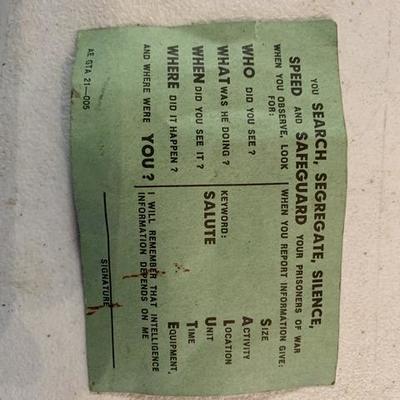 YOU SEARCH, SEGREGATE, SILENCE,
SPEED AND SAFEGUARD YOUR PRISONERS OF WAR
WHEN YOU OBSERVE, LOOK
FOR:
WHO DID YOU SEE?
WHAT WAS HE DOING?
WHEN DID YOU SEE IT?
WHERE DID IT HAPPEN?
AND WHERE WERE YOU?
AE GTA 21—005
WHEN YOU REPORT INFORMATION GIVE:
SIZE
ACTIVITY
LOCATION
UNIT
TIME
EQUIPMENT,
KEYWORD:
SALUTE
I WILL REMEMBER THAT INTELLIGENCE
INFORMATION DEPENDS ON ME
SIGNATURE